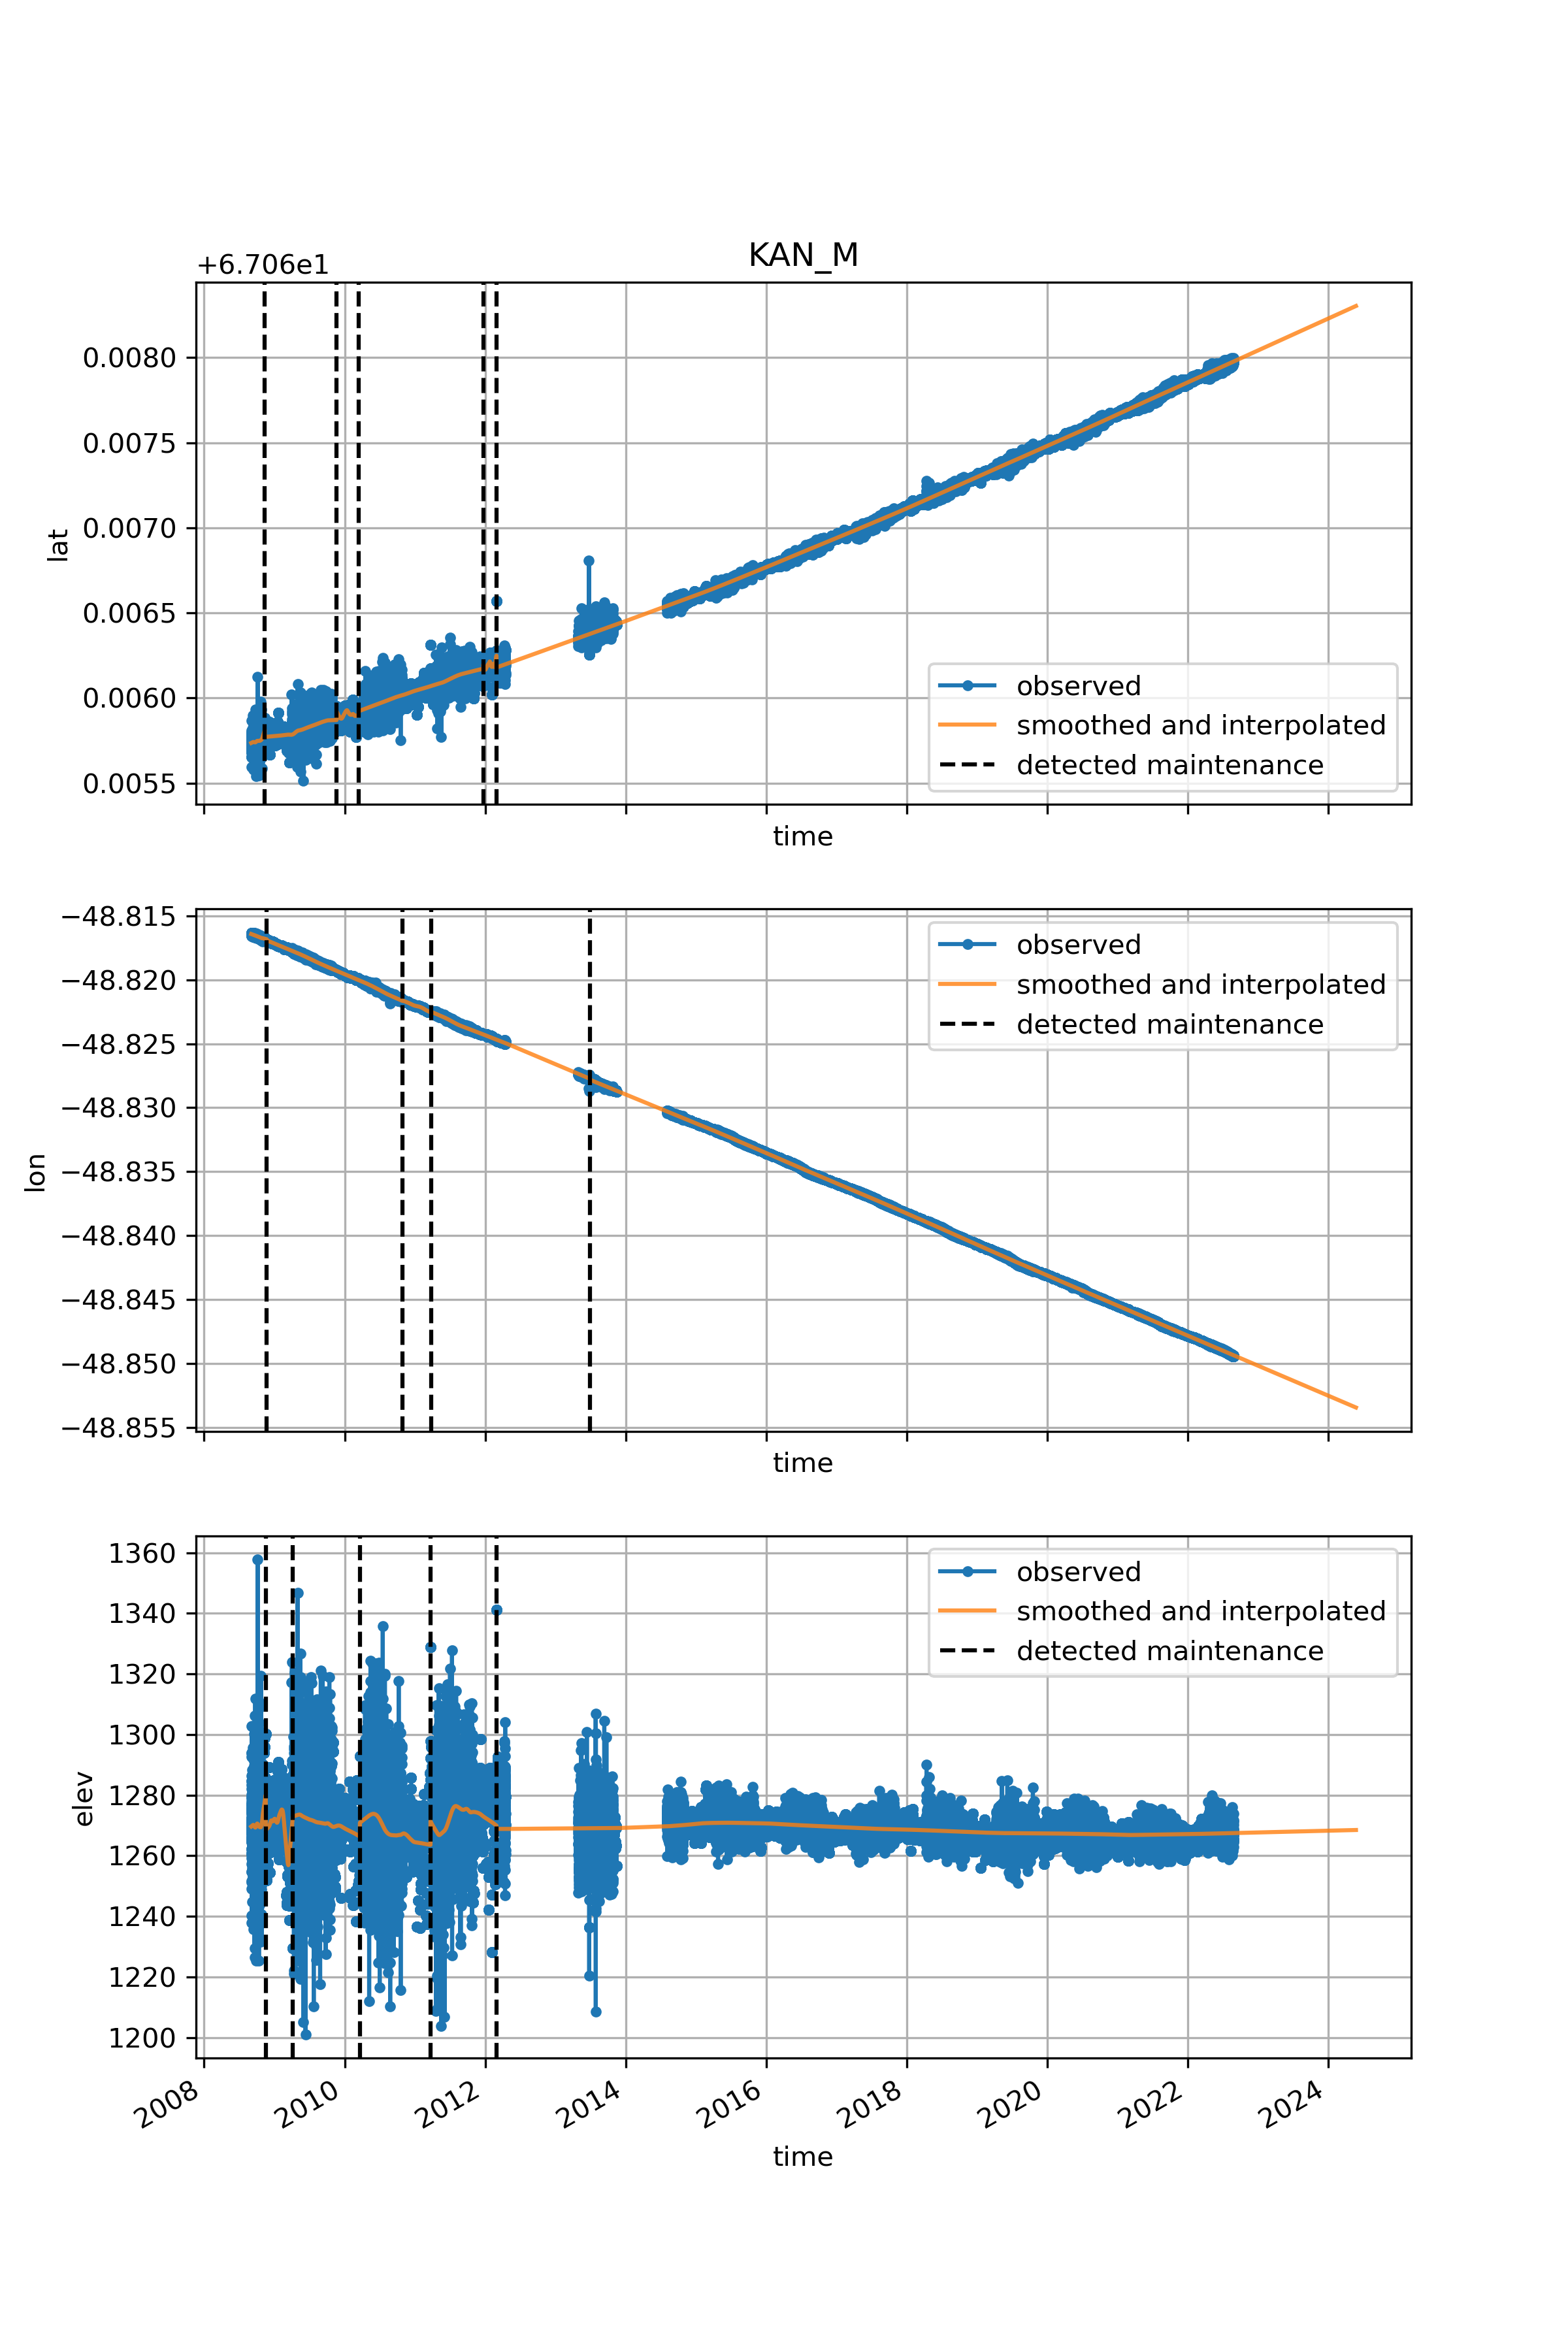 KAN_M
+6.706e1
0.0080
0.0075
0.0070
0.0065
0.0060
0.0055
lat
observed
smoothed and interpolated
detected maintenance
time
−48.815
−48.820
−48.825
−48.830
−48.835
−48.840
−48.845
−48.850
−48.855
lon
observed
smoothed and interpolated
detected maintenance
time
1360
1340
1320
1300
1280
1260
1240
1220
1200
elev
observed
smoothed and interpolated
detected maintenance
2008 2010 2012 2014 2016 2018 2020 2022 2024
time